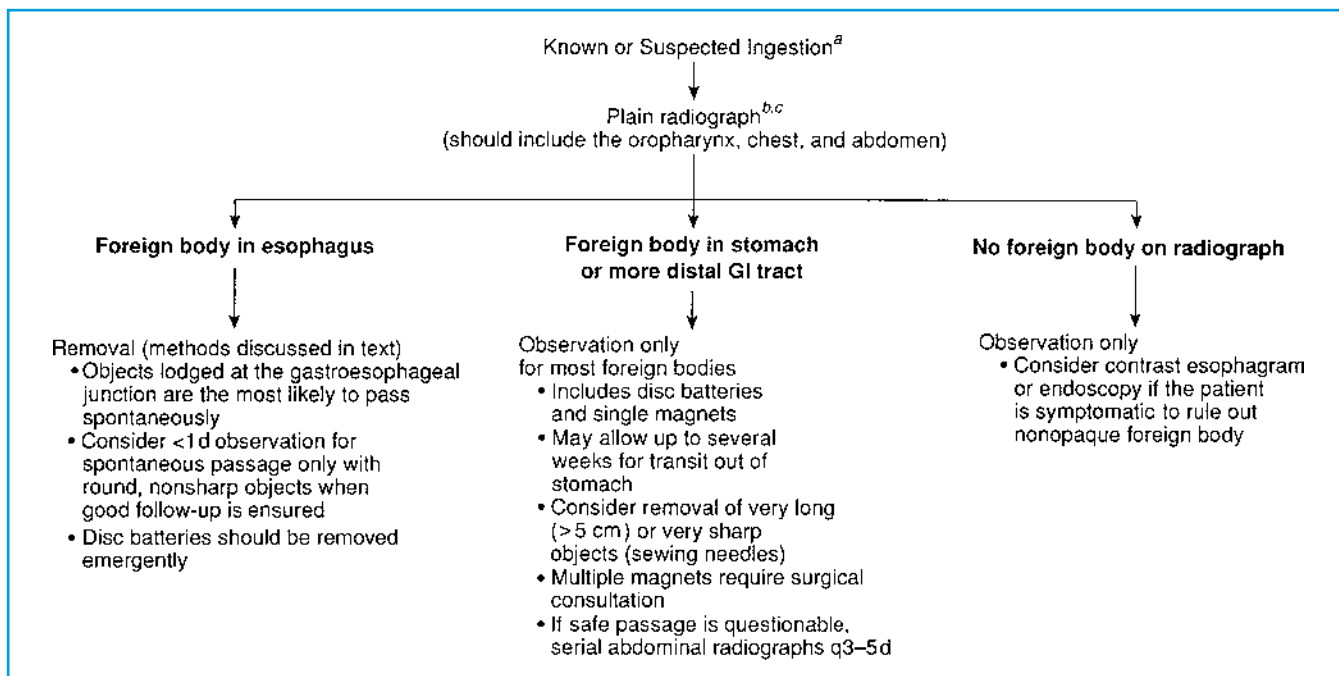 Known or Suspected Ingestion^a
Plain radiograph^b,c
(should include the oropharynx, chest, and abdomen)
Foreign body in esophagus
Removal (methods discussed in text)
• Objects lodged at the gastroesophageal
junction are the most likely to pass
spontaneously
• Consider <1d observation for
spontaneous passage only with
round, nonsharp objects when
good follow-up is ensured
• Disc batteries should be removed
emergently
Foreign body in stomach
or more distal GI tract
Observation only
for most foreign bodies
• Includes disc batteries
and single magnets
• May allow up to several
weeks for transit out of
stomach
• Consider removal of very long
(>5 cm) or very sharp
objects (sewing needles)
• Multiple magnets require surgical
consultation
• If safe passage is questionable,
serial abdominal radiographs q3–5d
No foreign body on radiograph
Observation only
• Consider contrast esophagram
or endoscopy if the patient
is symptomatic to rule out
nonopaque foreign body